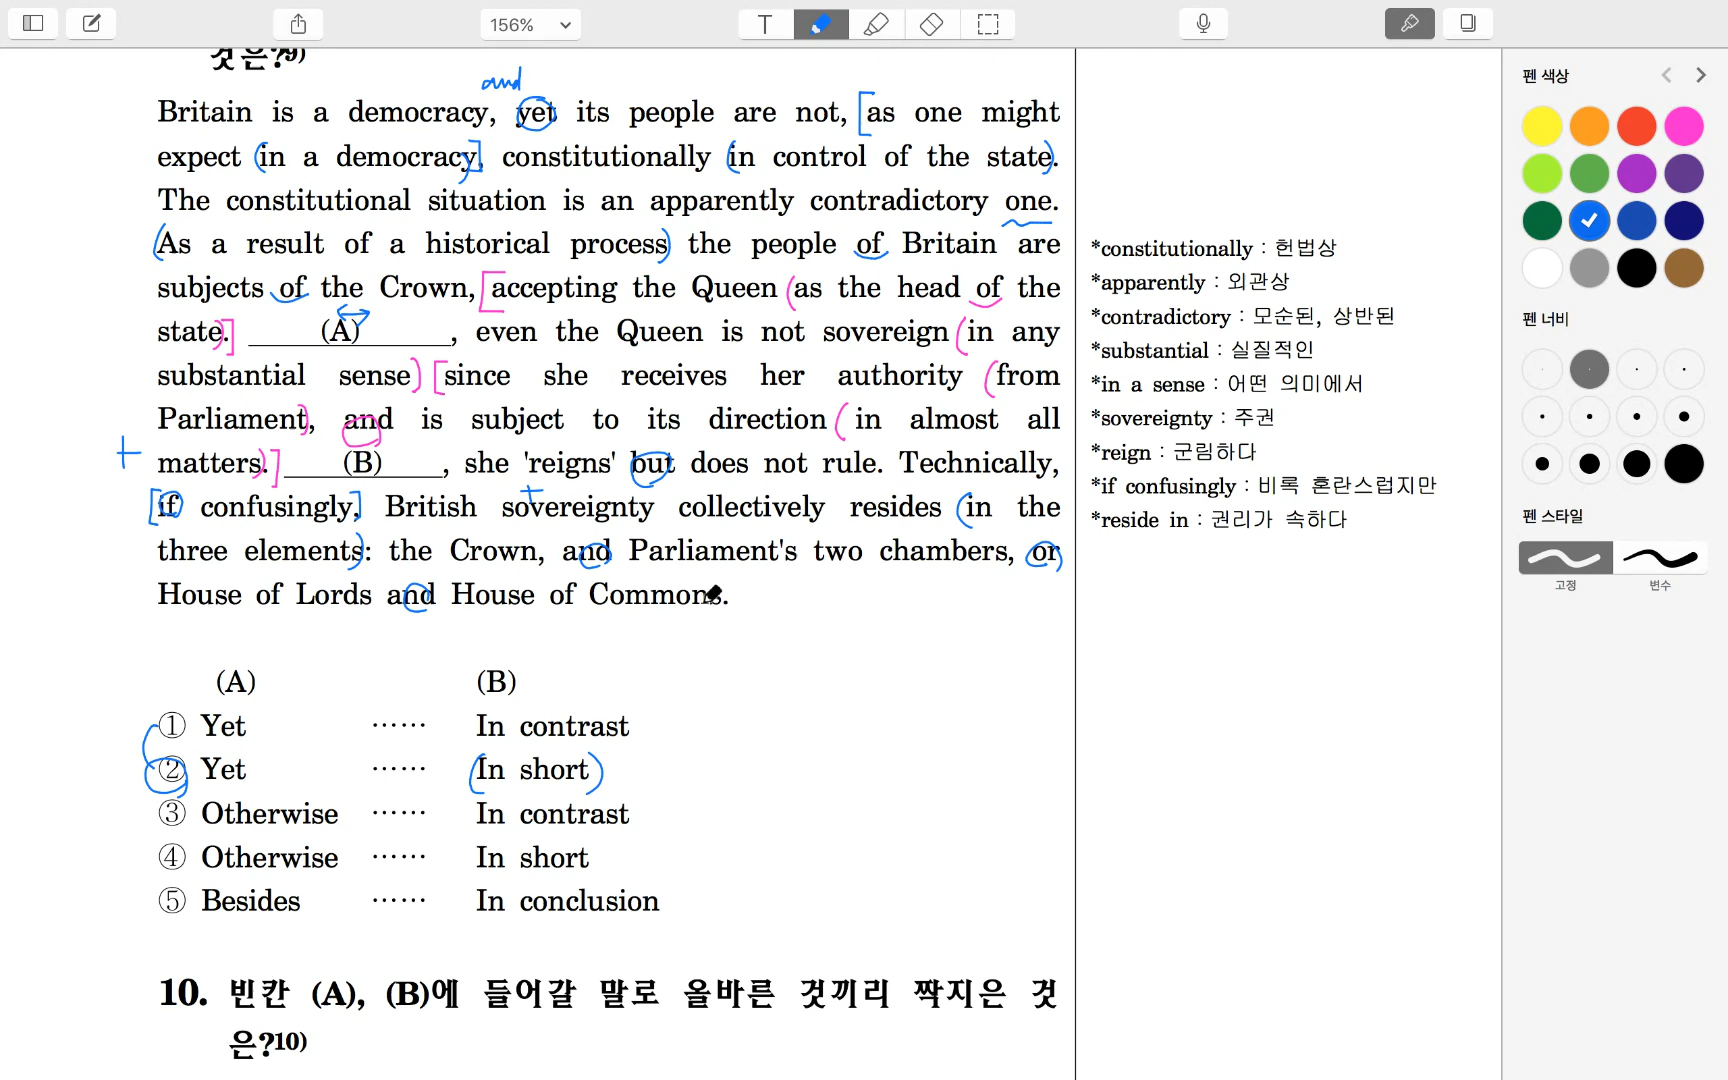 156%
T
것은?9)
and
Britain is a democracy, yet its people are not, [as one might
expect (in a democracy)], constitutionally (in control of the state).
The constitutional situation is an apparently contradictory one.
(As a result of a historical process) the people of Britain are
subjects of the Crown, [accepting the Queen (as the head of the
state.)] (A), even the Queen is not sovereign (in any
substantial sense) [since she receives her authority (from
Parliament), and is subject to its direction (in almost all
+ matters).] (B), she 'reigns' but does not rule. Technically,
[if confusingly,] British sovereignty collectively resides (in the
three elements): the Crown, and Parliament's two chambers, or
House of Lords and House of Commons.
(A) (B)
① Yet ······ In contrast
② Yet ······ (In short)
③ Otherwise ······ In contrast
④ Otherwise ······ In short
⑤ Besides ······ In conclusion
10. 빈칸 (A), (B)에 들어갈 말로 올바른 것끼리 짝지은 것
은?10)
*constitutionally : 헌법상
*apparently : 외관상
*contradictory : 모순된, 상반된
*substantial : 실질적인
*in a sense : 어떤 의미에서
*sovereignty : 주권
*reign : 군림하다
*if confusingly : 비록 혼란스럽지만
*reside in : 권리가 속하다
펜 색상
펜 너비
펜 스타일
고정 변수